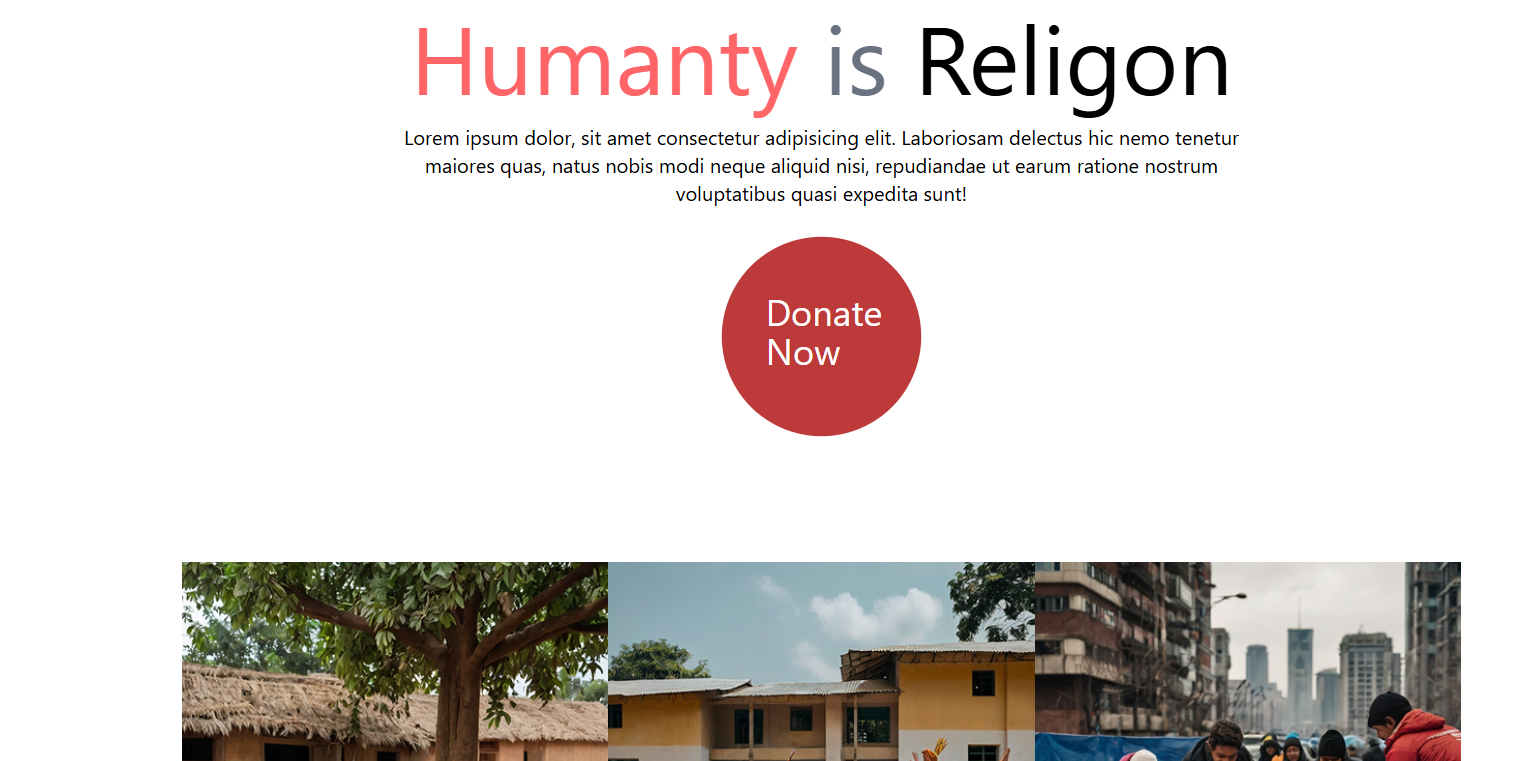 Humanty is Religon
Lorem ipsum dolor, sit amet consectetur adipisicing elit. Laboriosam delectus hic nemo tenetur
maiores quas, natus nobis modi neque aliquid nisi, repudiandae ut earum ratione nostrum
voluptatibus quasi expedita sunt!
Donate
Now